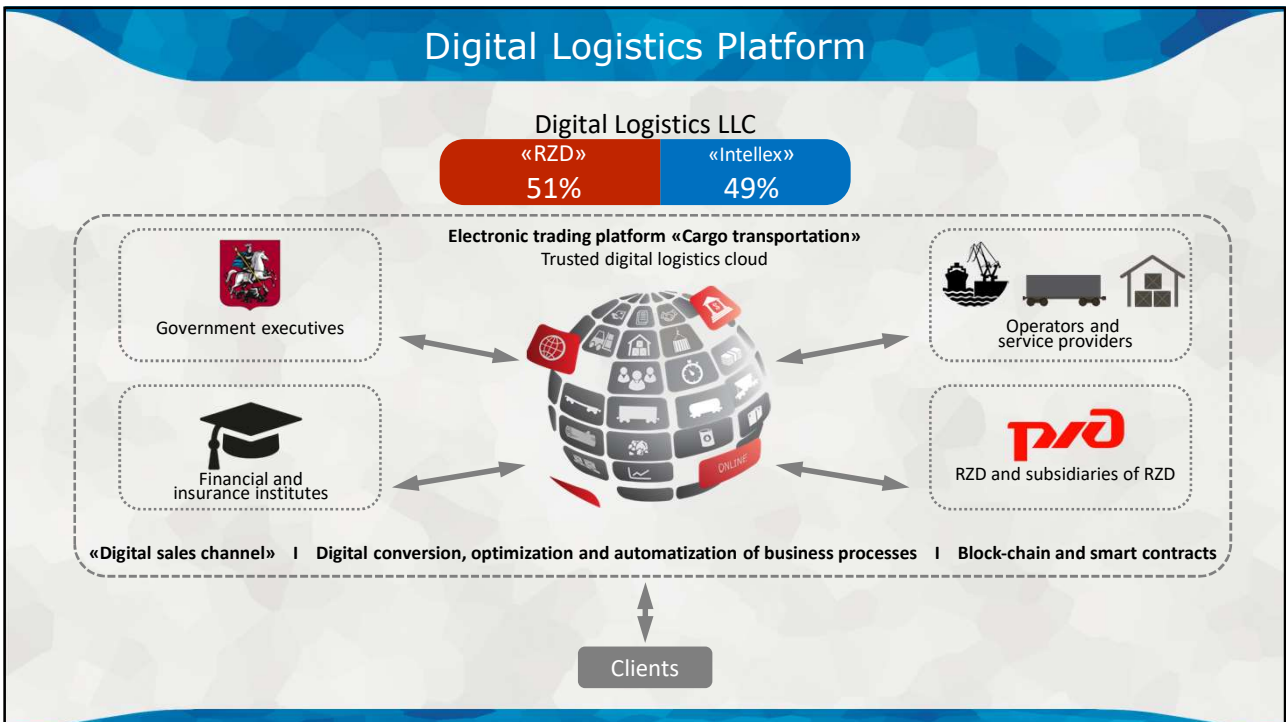 Digital Logistics Platform
Digital Logistics LLC
«RZD»
51%
«Intellex»
49%
Electronic trading platform «Cargo transportation»
Trusted digital logistics cloud
Government executives
Operators and
service providers
Financial and
insurance institutes
ONLINE
РЖД
RZD and subsidiaries of RZD
«Digital sales channel» I Digital conversion, optimization and automatization of business processes I Block-chain and smart contracts
Clients